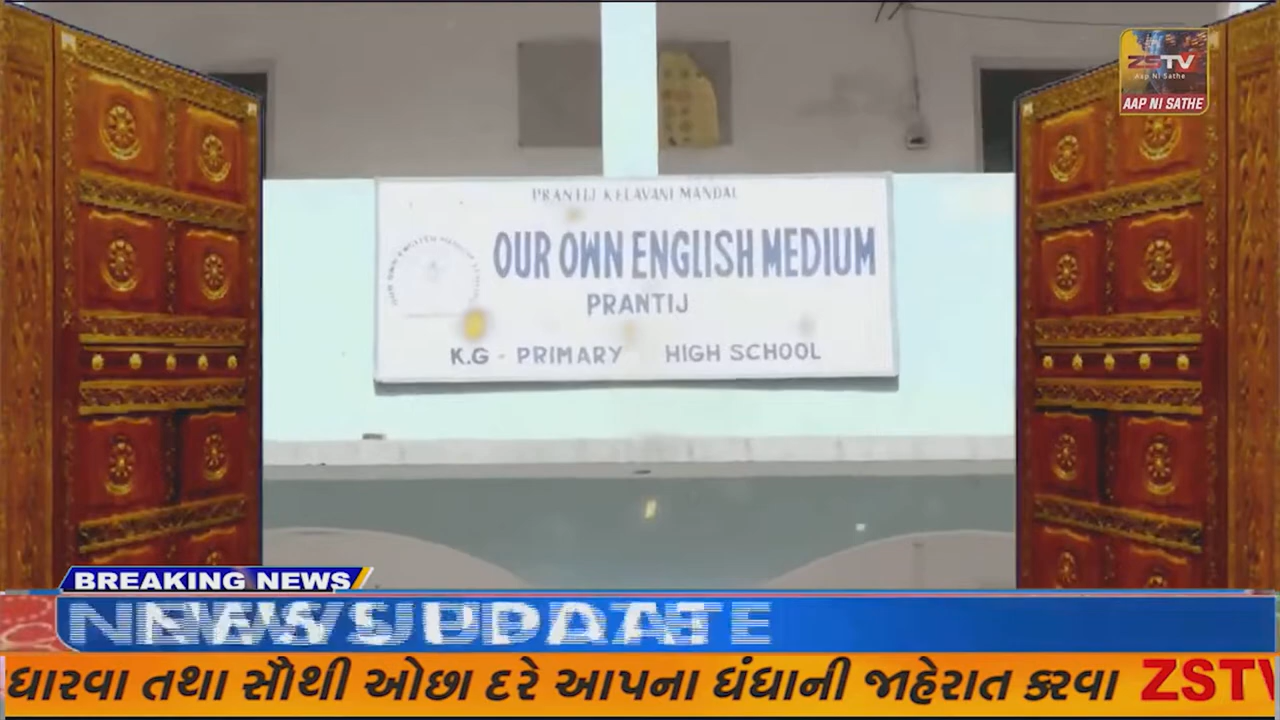 ZSTV
Aap Ni Sathe
AAP NI SATHE
PRANTIJ KELAVANI MANDAL
OUR OWN ENGLISH MEDIUM
PRANTIJ
K.G - PRIMARY HIGH SCHOOL
BREAKING NEWS
NEWS UPDATE
ધારવા તથા સૌથી ઓછા દરે આપના ધંધાની જાહેરાત કરવા ZSTV